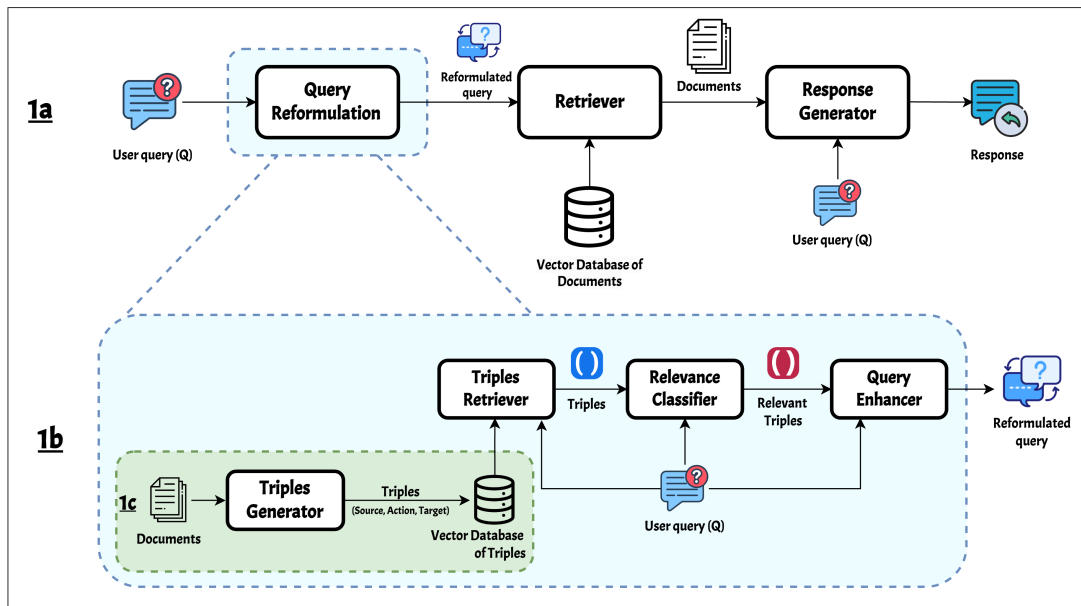 1a
User query (Q)
Query
Reformulation
?
Reformulated
query
Retriever
Vector Database of
Documents
Documents
Response
Generator
?
User query (Q)
Response
1b
Triples
Retriever
( )
Triples
Relevance
Classifier
( )
Relevant
Triples
Query
Enhancer
?
Reformulated
query
?
User query (Q)
1c
Documents
Triples
Generator
Triples
(Source, Action, Target)
Vector Database
of Triples